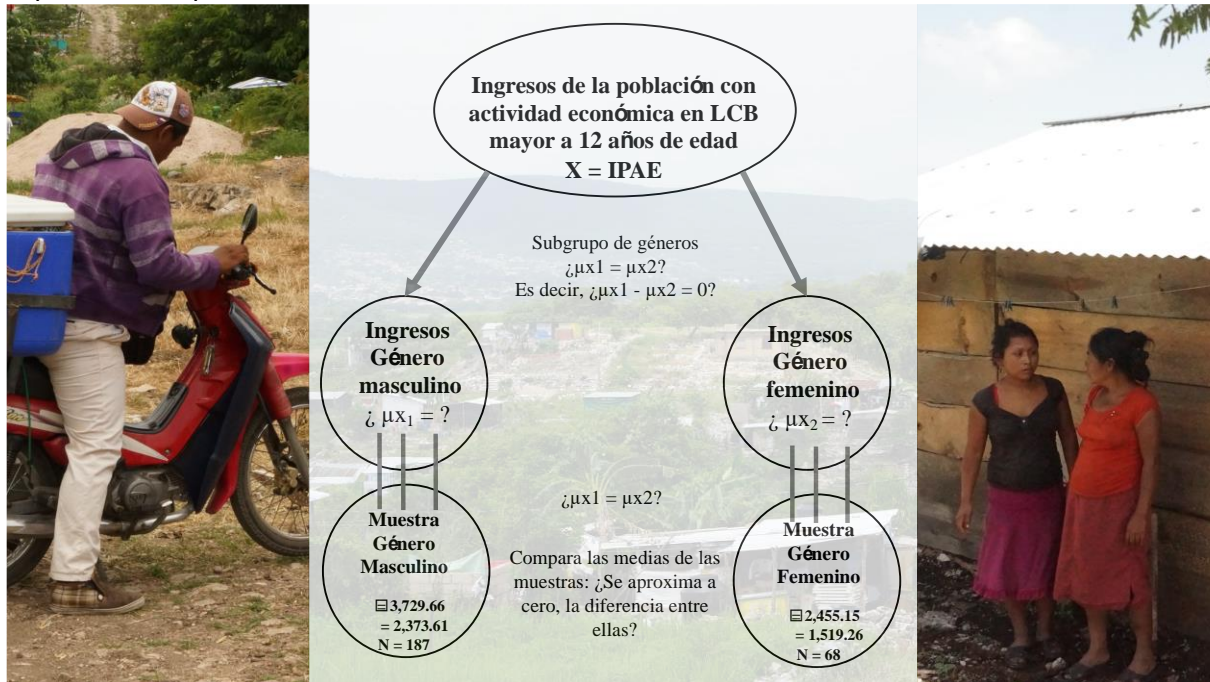 Ingresos de la población con
actividad económica en LCB
mayor a 12 años de edad
X = IPAE
Subgrupo de géneros
¿µx1 = µx2?
Es decir, ¿µx1 - µx2 = 0?
Ingresos
Género
masculino
¿ µx₁ = ?
Ingresos
Género
femenino
¿ µx₂ = ?
¿µx1 = µx2?
Compara las medias de las
muestras: ¿Se aproxima a
cero, la diferencia entre
ellas?
Muestra
Género
Masculino
3,729.66
= 2,373.61
N = 187
Muestra
Género
Femenino
2,455.15
= 1,519.26
N = 68